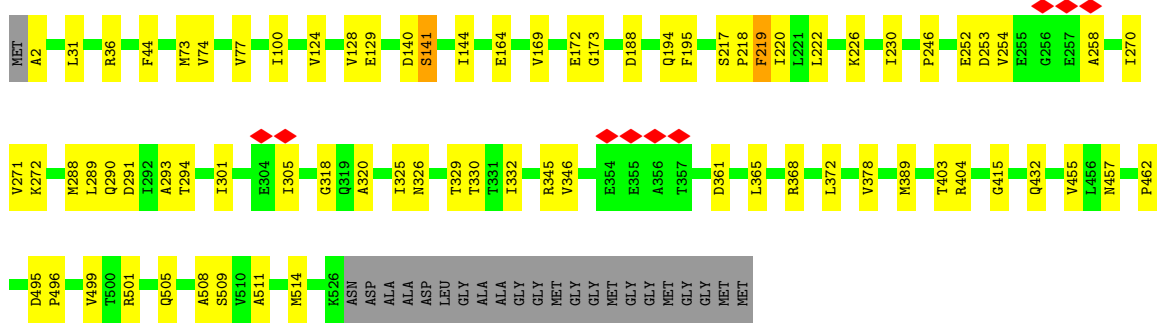 MET A2 L31 R36 F44 M73 V74 V77 I100 V124 V128 E129 D140 S141 I144 E164 V169 E172 G173 D188 Q194 F195 S217 P218 F219 I220 L221 L222 K226 I230 P246 E252 D253 V254 E255 G256 E257 A258 I270
V271 K272 M288 L289 Q290 D291 I292 A293 T294 I301 E304 I305 G318 Q319 A320 I325 N326 T329 T330 T331 I332 R345 V346 E354 E355 A356 T357 D361 L365 R368 L372 V378 M389 T403 R404 G415 Q432 V455 L456 N457 P462
D495 P496 V499 T500 R501 Q505 A508 S509 V510 A511 M514 K526 ASN ASP ALA ALA ASP LEU GLY ALA ALA GLY GLY MET GLY GLY MET GLY GLY MET GLY GLY MET MET